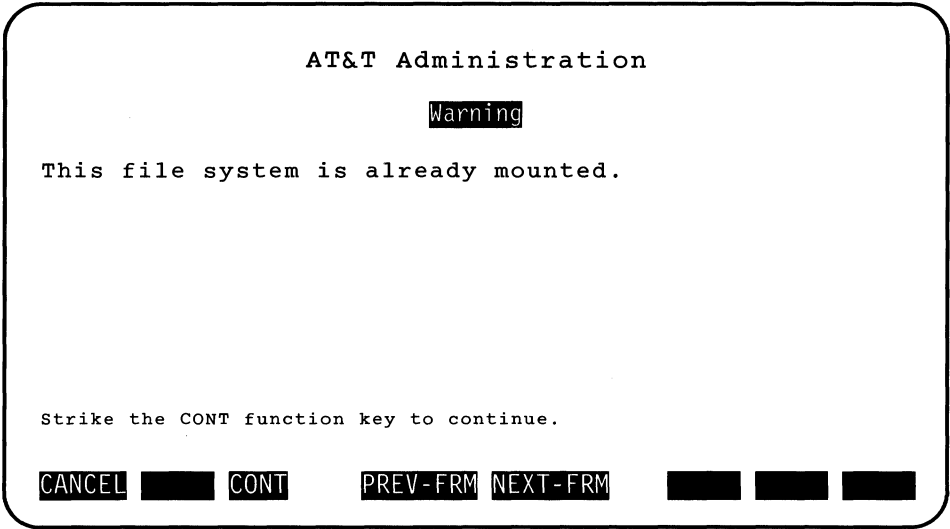 AT&T Administration
Warning
This file system is already mounted.
Strike the CONT function key to continue.
CANCEL CONT PREV-FRM NEXT-FRM